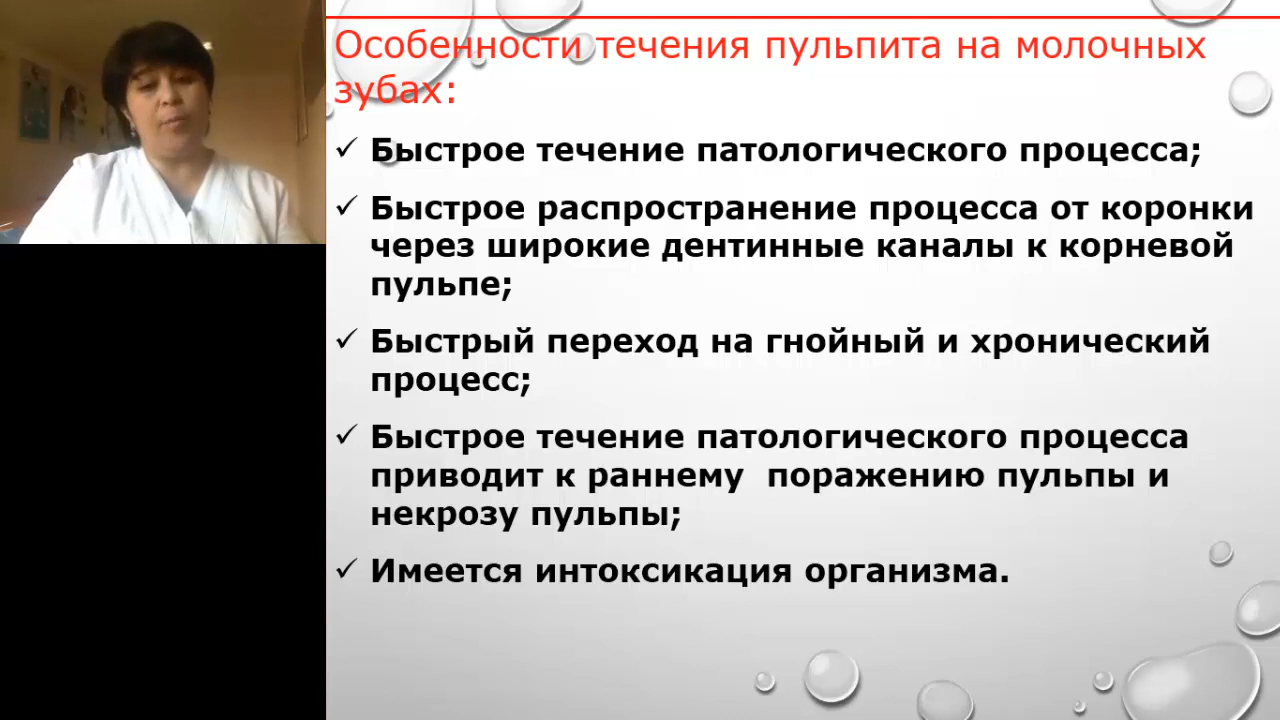 Особенности течения пульпита на молочных
зубах:
✓ Быстрое течение патологического процесса;
✓ Быстрое распространение процесса от коронки
через широкие дентинные каналы к корневой
пульпе;
✓ Быстрый переход на гнойный и хронический
процесс;
✓ Быстрое течение патологического процесса
приводит к раннему  поражению пульпы и
некрозу пульпы;
✓ Имеется интоксикация организма.